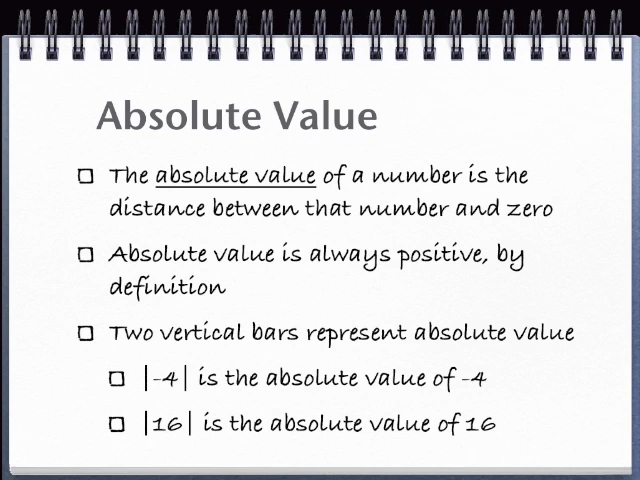 Absolute Value
The absolute value of a number is the
distance between that number and zero
Absolute value is always positive, by
definition
Two vertical bars represent absolute value
|-4| is the absolute value of -4
|16| is the absolute value of 16